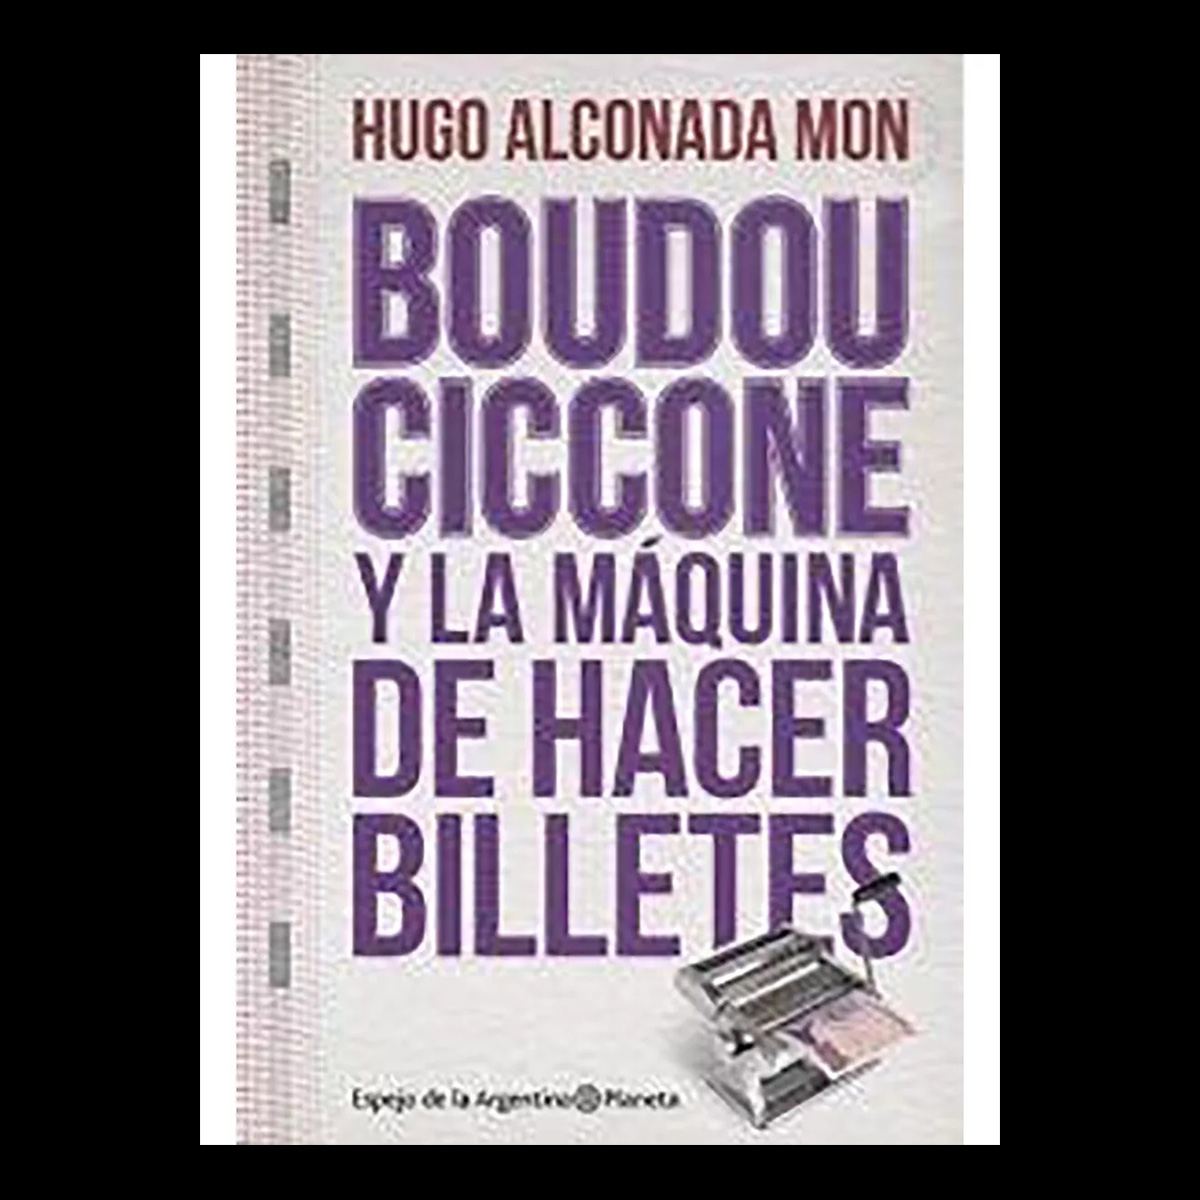 HUGO ALCONADA MON
BOUDOU
CICCONE
Y LA MÁQUINA
DE HACER
BILLETES
Espejo de la Argentina Planeta